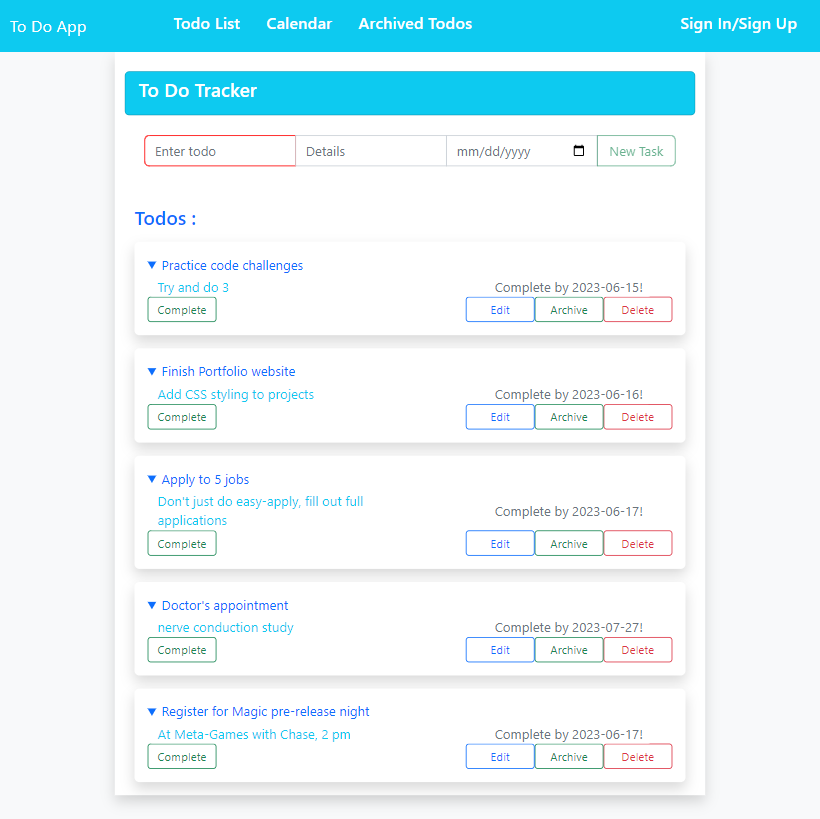 To Do App Todo List Calendar Archived Todos Sign In/Sign Up
To Do Tracker
Enter todo Details mm/dd/yyyy New Task
Todos :
Practice code challenges
Try and do 3 Complete by 2023-06-15!
Complete Edit Archive Delete
Finish Portfolio website
Add CSS styling to projects Complete by 2023-06-16!
Complete Edit Archive Delete
Apply to 5 jobs
Don't just do easy-apply, fill out full
applications
Complete by 2023-06-17!
Complete Edit Archive Delete
Doctor's appointment
nerve conduction study Complete by 2023-07-27!
Complete Edit Archive Delete
Register for Magic pre-release night
At Meta-Games with Chase, 2 pm Complete by 2023-06-17!
Complete Edit Archive Delete